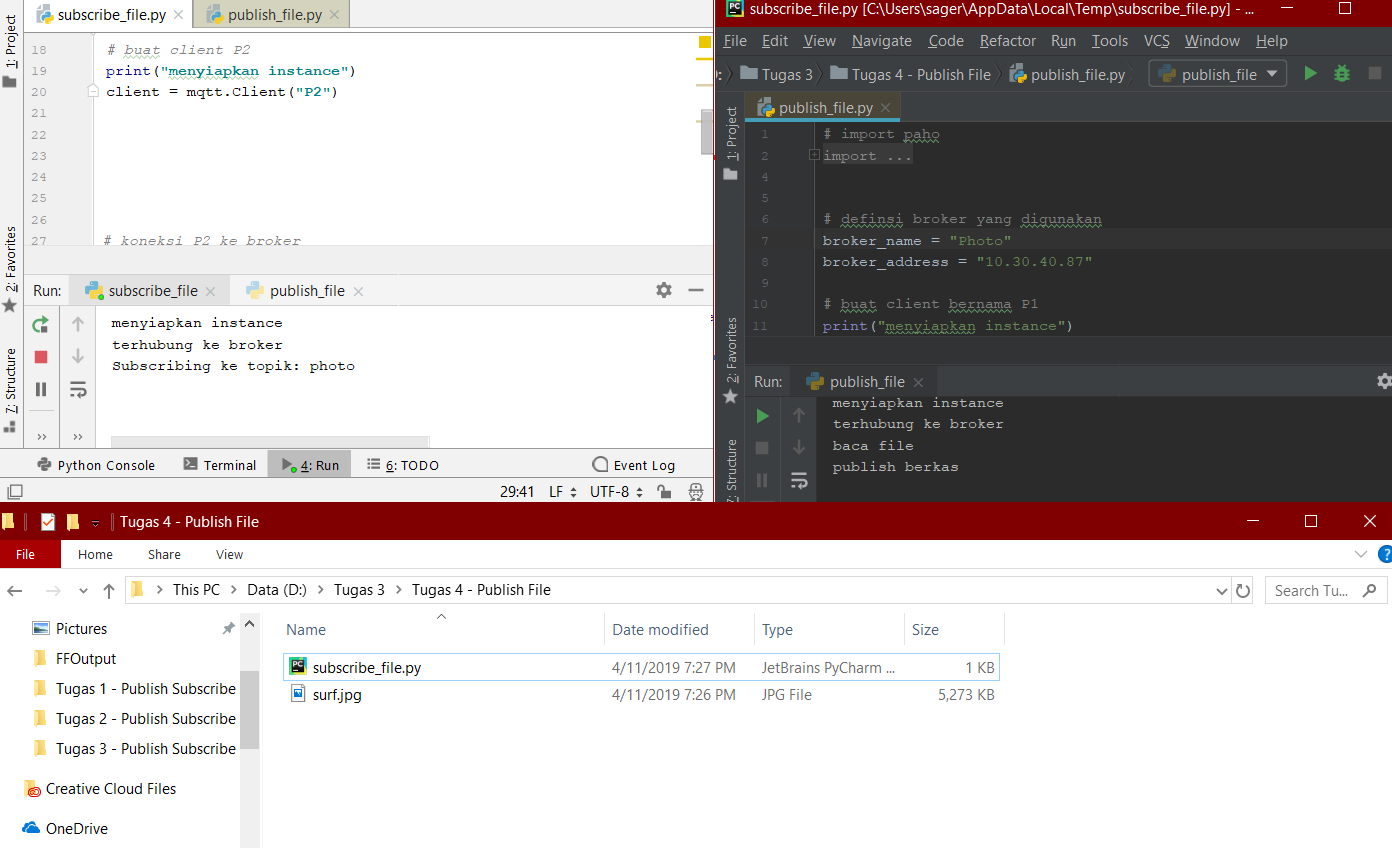 subscribe_file.py
publish_file.py
1: Project
2: Favorites
7: Structure
18 # buat client P2
19 print("menyiapkan instance")
20 client = mqtt.Client("P2")
21
22
23
24
25
26
27 # koneksi P2 ke broker
Run: subscribe_file publish_file
menyiapkan instance
terhubung ke broker
Subscribing ke topik: photo
Python Console Terminal 4: Run 6: TODO Event Log
29:41 LF UTF-8
subscribe_file.py [C:\Users\sager\AppData\Local\Temp\subscribe_file.py] - ...
File Edit View Navigate Code Refactor Run Tools VCS Window Help
Tugas 3 Tugas 4 - Publish File publish_file.py publish_file
publish_file.py
1: Project
2: Favorites
7: Structure
1 # import paho
2 import ...
4
5
6 # definsi broker yang digunakan
7 broker_name = "Photo"
8 broker_address = "10.30.40.87"
9
10 # buat client bernama P1
11 print("menyiapkan instance")
Run: publish_file
menyiapkan instance
terhubung ke broker
baca file
publish berkas
Tugas 4 - Publish File
File Home Share View
This PC > Data (D:) > Tugas 3 > Tugas 4 - Publish File
Search Tu...
Pictures
FFOutput
Tugas 1 - Publish Subscribe
Tugas 2 - Publish Subscribe
Tugas 3 - Publish Subscribe
Creative Cloud Files
OneDrive
Name Date modified Type Size
subscribe_file.py 4/11/2019 7:27 PM JetBrains PyCharm ... 1 KB
surf.jpg 4/11/2019 7:26 PM JPG File 5,273 KB